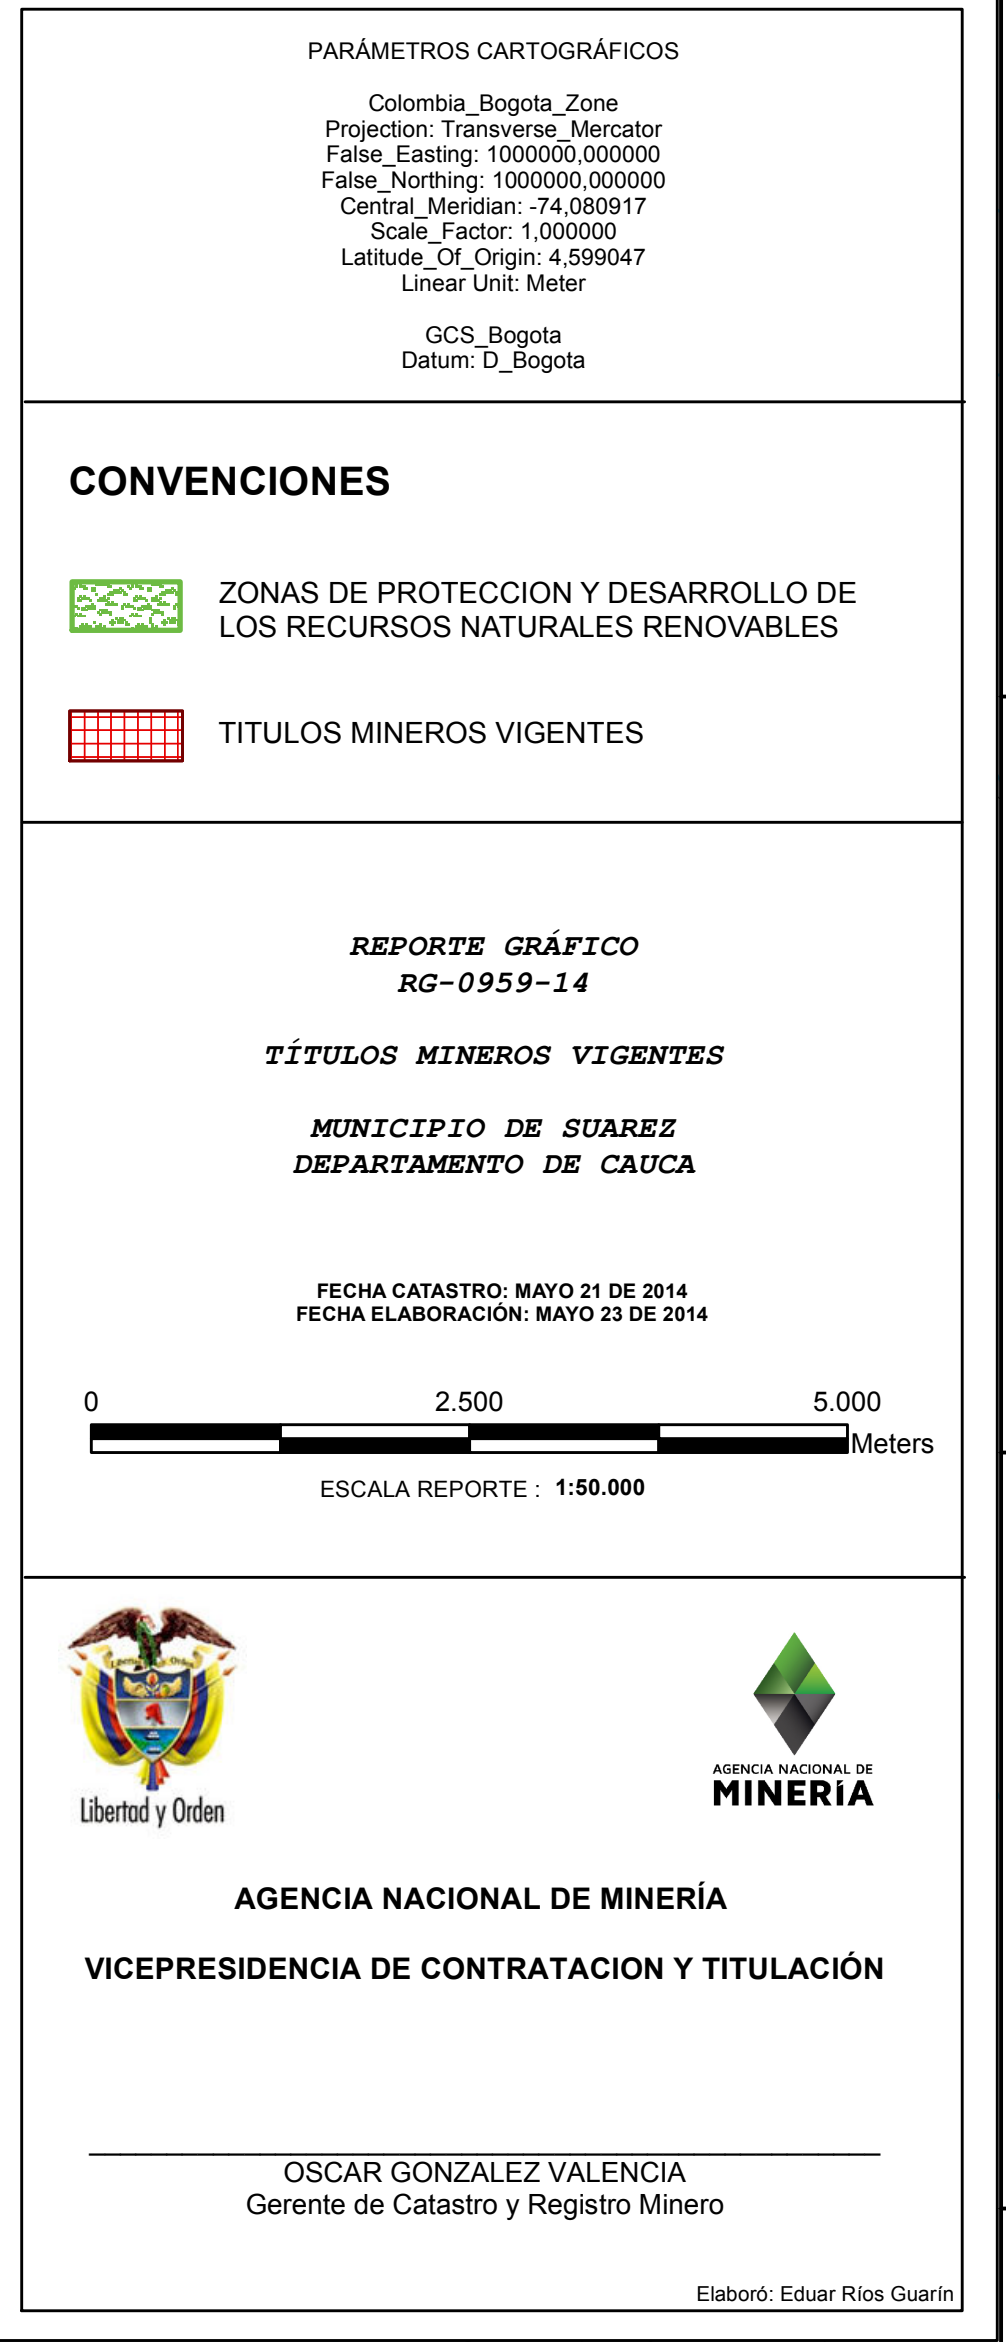 PARÁMETROS CARTOGRÁFICOS
Colombia_Bogota_Zone
Projection: Transverse_Mercator
False_Easting: 1000000,000000
False_Northing: 1000000,000000
Central_Meridian: -74,080917
Scale_Factor: 1,000000
Latitude_Of_Origin: 4,599047
Linear Unit: Meter
GCS_Bogota
Datum: D_Bogota
CONVENCIONES
ZONAS DE PROTECCION Y DESARROLLO DE
LOS RECURSOS NATURALES RENOVABLES
TITULOS MINEROS VIGENTES
REPORTE GRÁFICO
RG-0959-14
TÍTULOS MINEROS VIGENTES
MUNICIPIO DE SUAREZ
DEPARTAMENTO DE CAUCA
FECHA CATASTRO: MAYO 21 DE 2014
FECHA ELABORACIÓN: MAYO 23 DE 2014
0 2.500 5.000
Meters
ESCALA REPORTE : 1:50.000
Libertad y Orden
Libertad y Orden
AGENCIA NACIONAL DE
MINERÍA
AGENCIA NACIONAL DE MINERÍA
VICEPRESIDENCIA DE CONTRATACION Y TITULACIÓN
OSCAR GONZALEZ VALENCIA
Gerente de Catastro y Registro Minero
Elaboró: Eduar Ríos Guarín